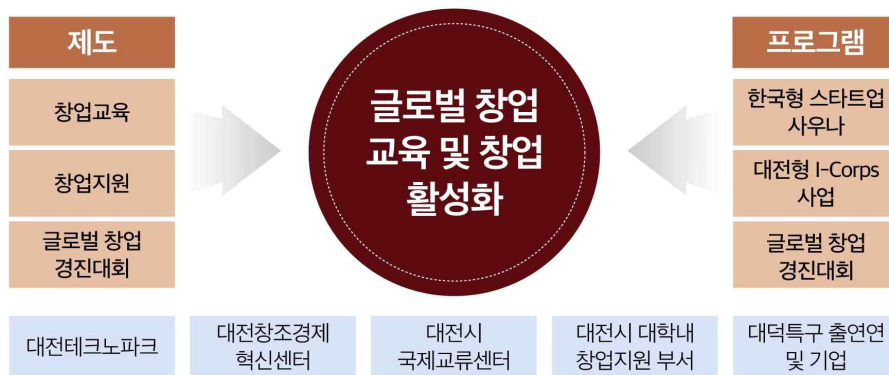 제도
창업교육
창업지원
글로벌 창업
경진대회
글로벌 창업
교육 및 창업
활성화
프로그램
한국형 스타트업
사우나
대전형 I-Corps
사업
글로벌 창업
경진대회
대전테크노파크
대전창조경제
혁신센터
대전시
국제교류센터
대전시 대학내
창업지원 부서
대덕특구 출연연
및 기업